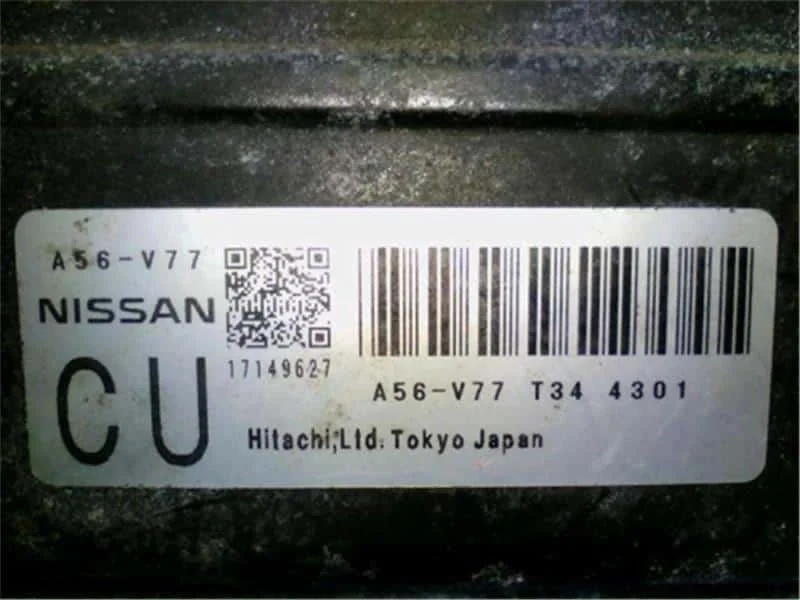 A56-V77
NISSAN
CU
17149627
A56-V77 T34 4301
Hitachi,Ltd. Tokyo Japan